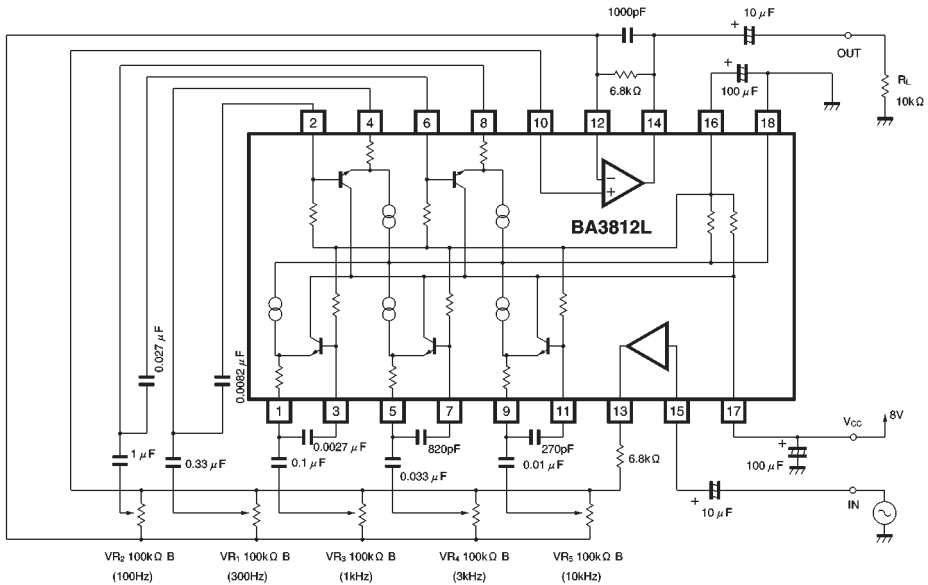 1000pF
10 μF
+
OUT
+
6.8kΩ
100 μF
RL
10kΩ
2 4 6 8 10 12 14 16 18
−
+
BA3812L
0.027 μF
0.0082 μF
1 3 5 7 9 11 13 15 17
0.0027 μF
820pF
270pF
VCC
8V
1 μF
0.33 μF
0.1 μF
0.033 μF
0.01 μF
6.8kΩ
+
100 μF
+
10 μF
IN
VR2 100kΩ B
(100Hz)
VR1 100kΩ B
(300Hz)
VR3 100kΩ B
(1kHz)
VR4 100kΩ B
(3kHz)
VR5 100kΩ B
(10kHz)